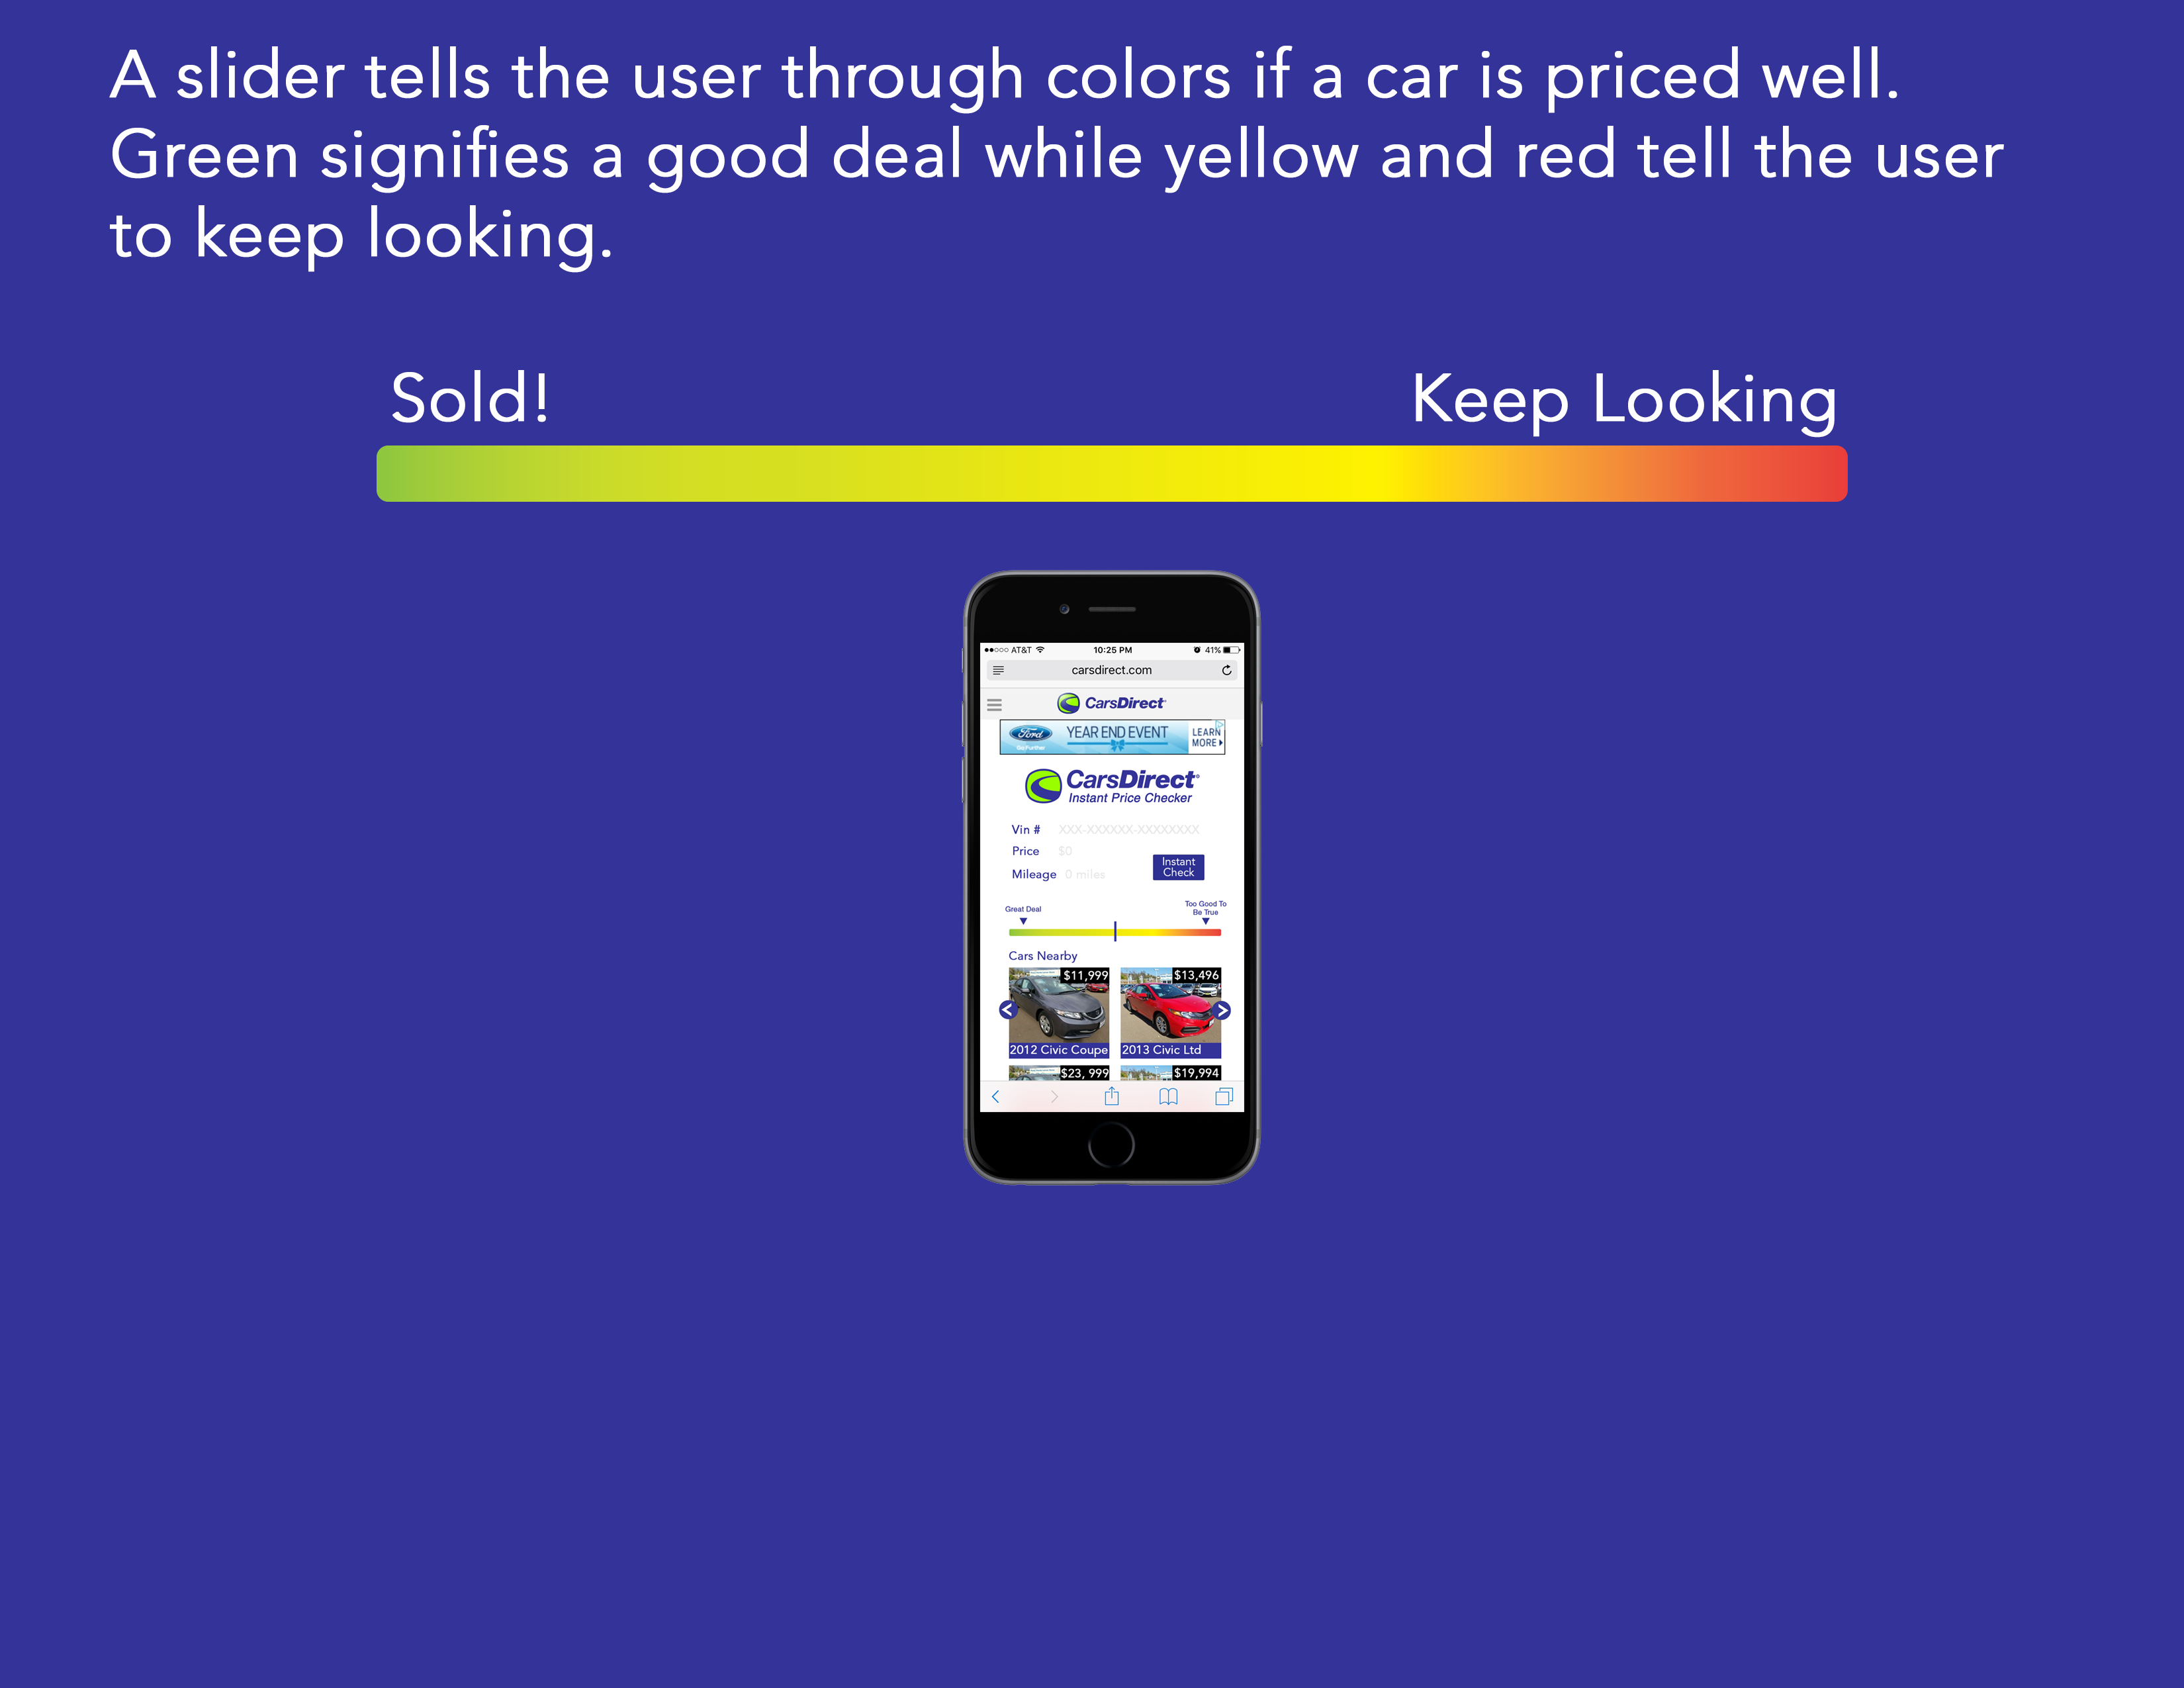 A slider tells the user through colors if a car is priced well.
Green signifies a good deal while yellow and red tell the user
to keep looking.
Sold!
Keep Looking
AT&T
10:25 PM
41%
carsdirect.com
CarsDirect
Ford
Go Further
YEAR END EVENT
LEARN
MORE
CarsDirect
Instant Price Checker
Vin # XXX-XXXXXX-XXXXXXXX
Price $0
Mileage 0 miles
Instant
Check
Great Deal
Too Good To
Be True
Cars Nearby
$11,999
$13,496
2012 Civic Coupe
2013 Civic Ltd
$23, 999
$19,994